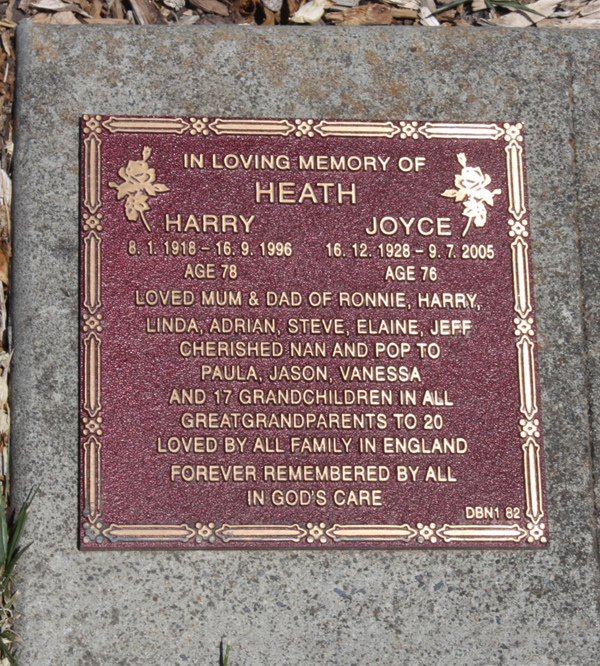 IN LOVING MEMORY OF
HEATH
HARRY JOYCE
8. 1. 1918 – 16. 9. 1996 16. 12. 1928 – 9. 7. 2005
AGE 78 AGE 76
LOVED MUM & DAD OF RONNIE, HARRY,
LINDA, ADRIAN, STEVE, ELAINE, JEFF
CHERISHED NAN AND POP TO
PAULA, JASON, VANESSA
AND 17 GRANDCHILDREN IN ALL
GREATGRANDPARENTS TO 20
LOVED BY ALL FAMILY IN ENGLAND
FOREVER REMEMBERED BY ALL
IN GOD'S CARE
DBN1 82